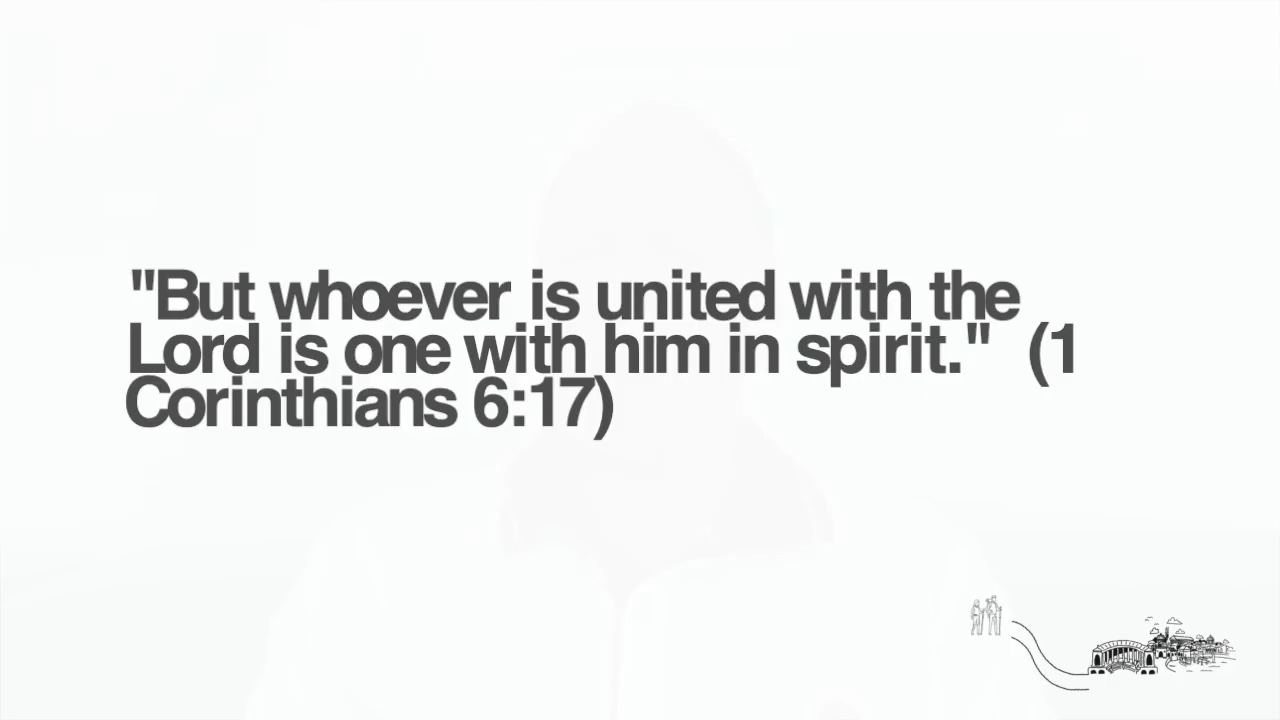 "But whoever is united with the
Lord is one with him in spirit."  (1
Corinthians 6:17)